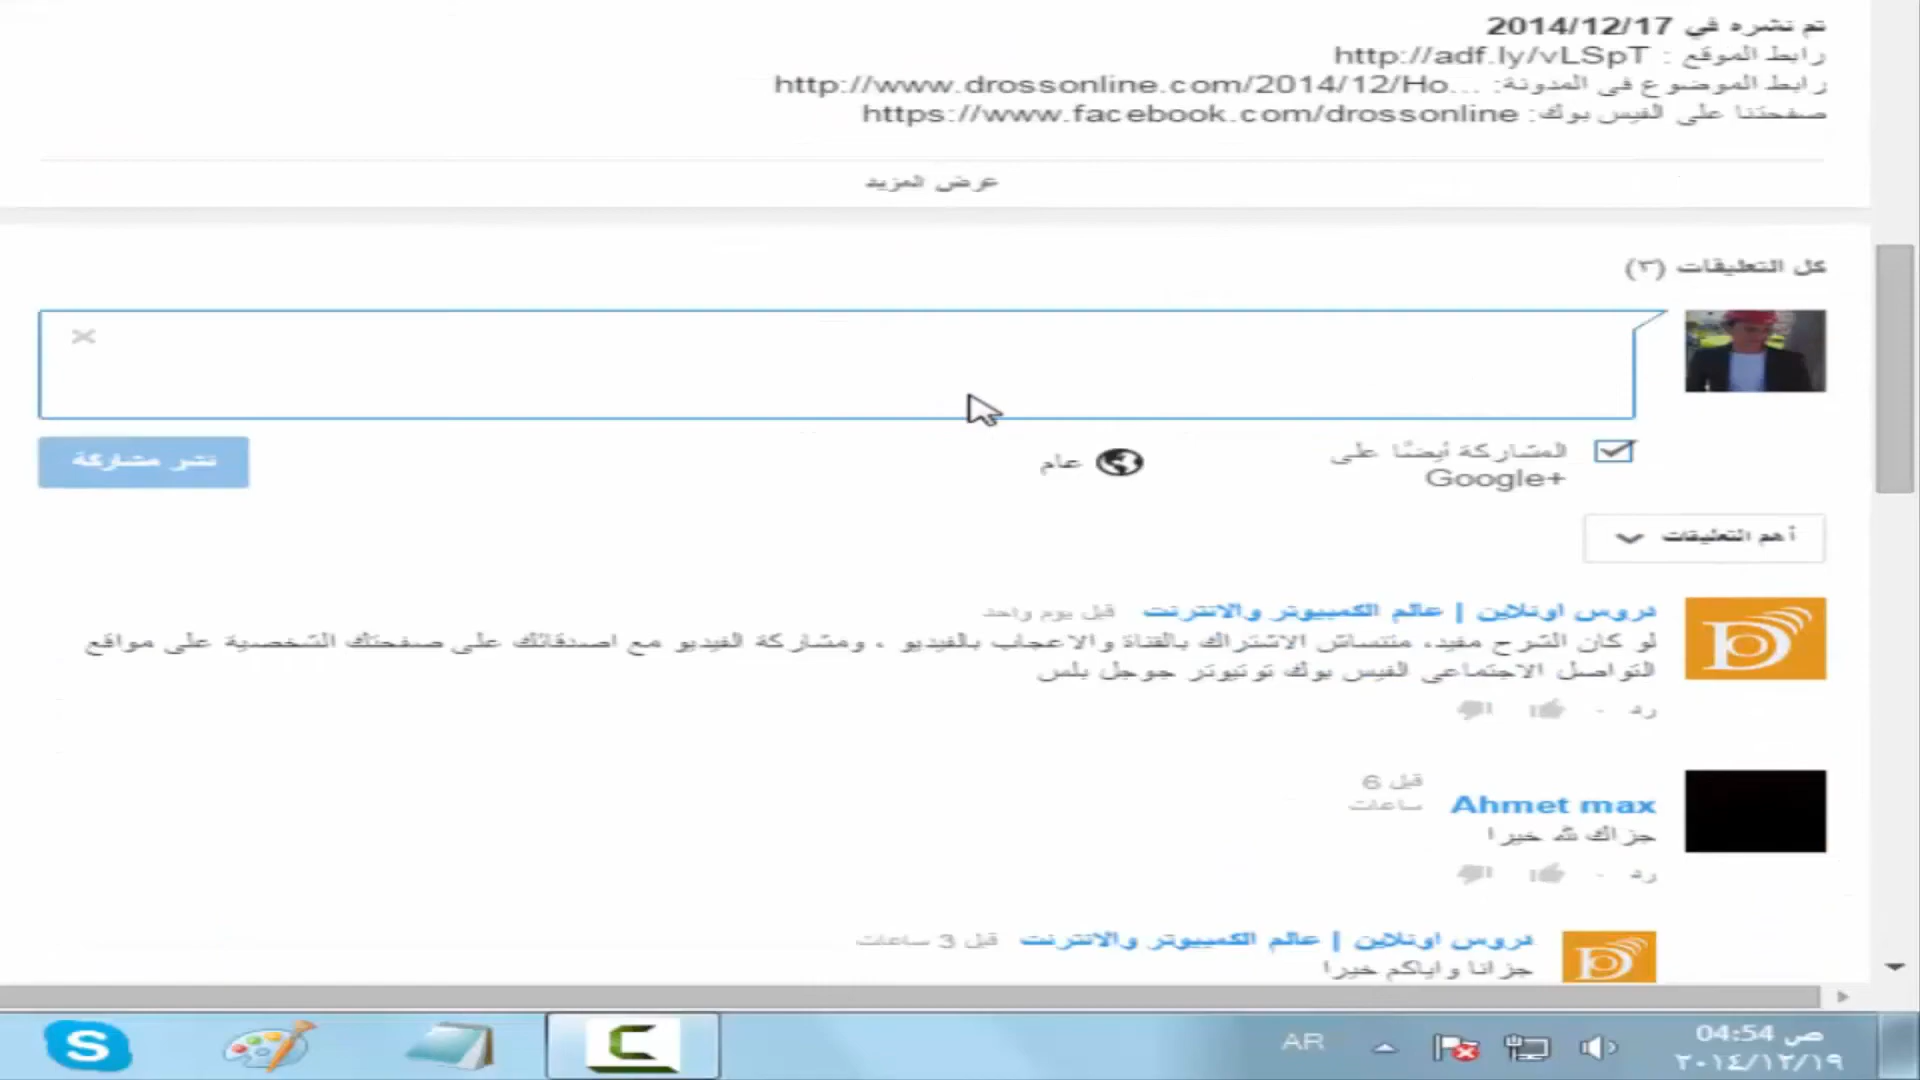 تم نشره في 2014/12/17
رابط الموقع : http://adf.ly/vLSpT
رابط الموضوع في المدونة: http://www.drossonline.com/2014/12/Ho...
صفحتنا على الفيس بوك: https://www.facebook.com/drossonline
عرض المزيد
كل التعليقات (٣)
المشاركة أيضًا على
Google+
عام
نشر مشاركة
أهم التعليقات
دروس اونلاين | عالم الكمبيوتر والانترنت قبل يوم واحد
لو كان الشرح مفيد، متنساش الاشتراك بالقناة والاعجاب بالفيديو ، ومشاركة الفيديو مع اصدقائك على صفحتك الشخصية على مواقع
التواصل الاجتماعى الفيس بوك توتيوتر جوجل بلس
رد
Ahmet max قبل 6 ساعات
جزاك لله خيرا
رد
دروس اونلاين | عالم الكمبيوتر والانترنت قبل 3 ساعات
جزانا واياكم خيرا
AR
04:54 ص
٢٠١٤/١٢/١٩